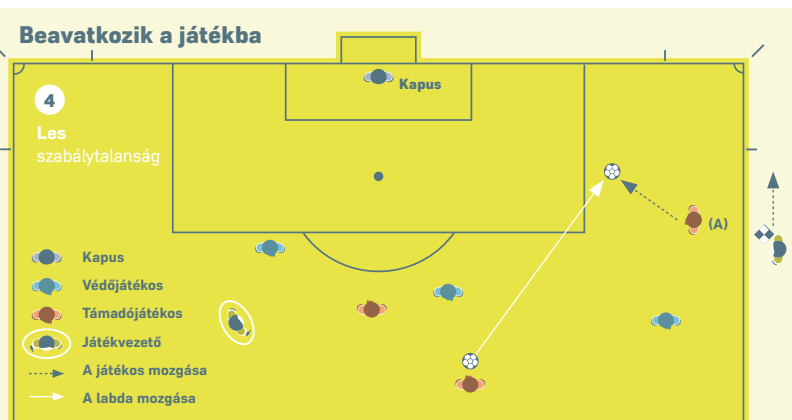 Beavatkozik a játékba
Kapus
4
Les
szabálytalanság
(A)
Kapus
Védőjátékos
Támadójátékos
Játékvezető
A játékos mozgása
A labda mozgása